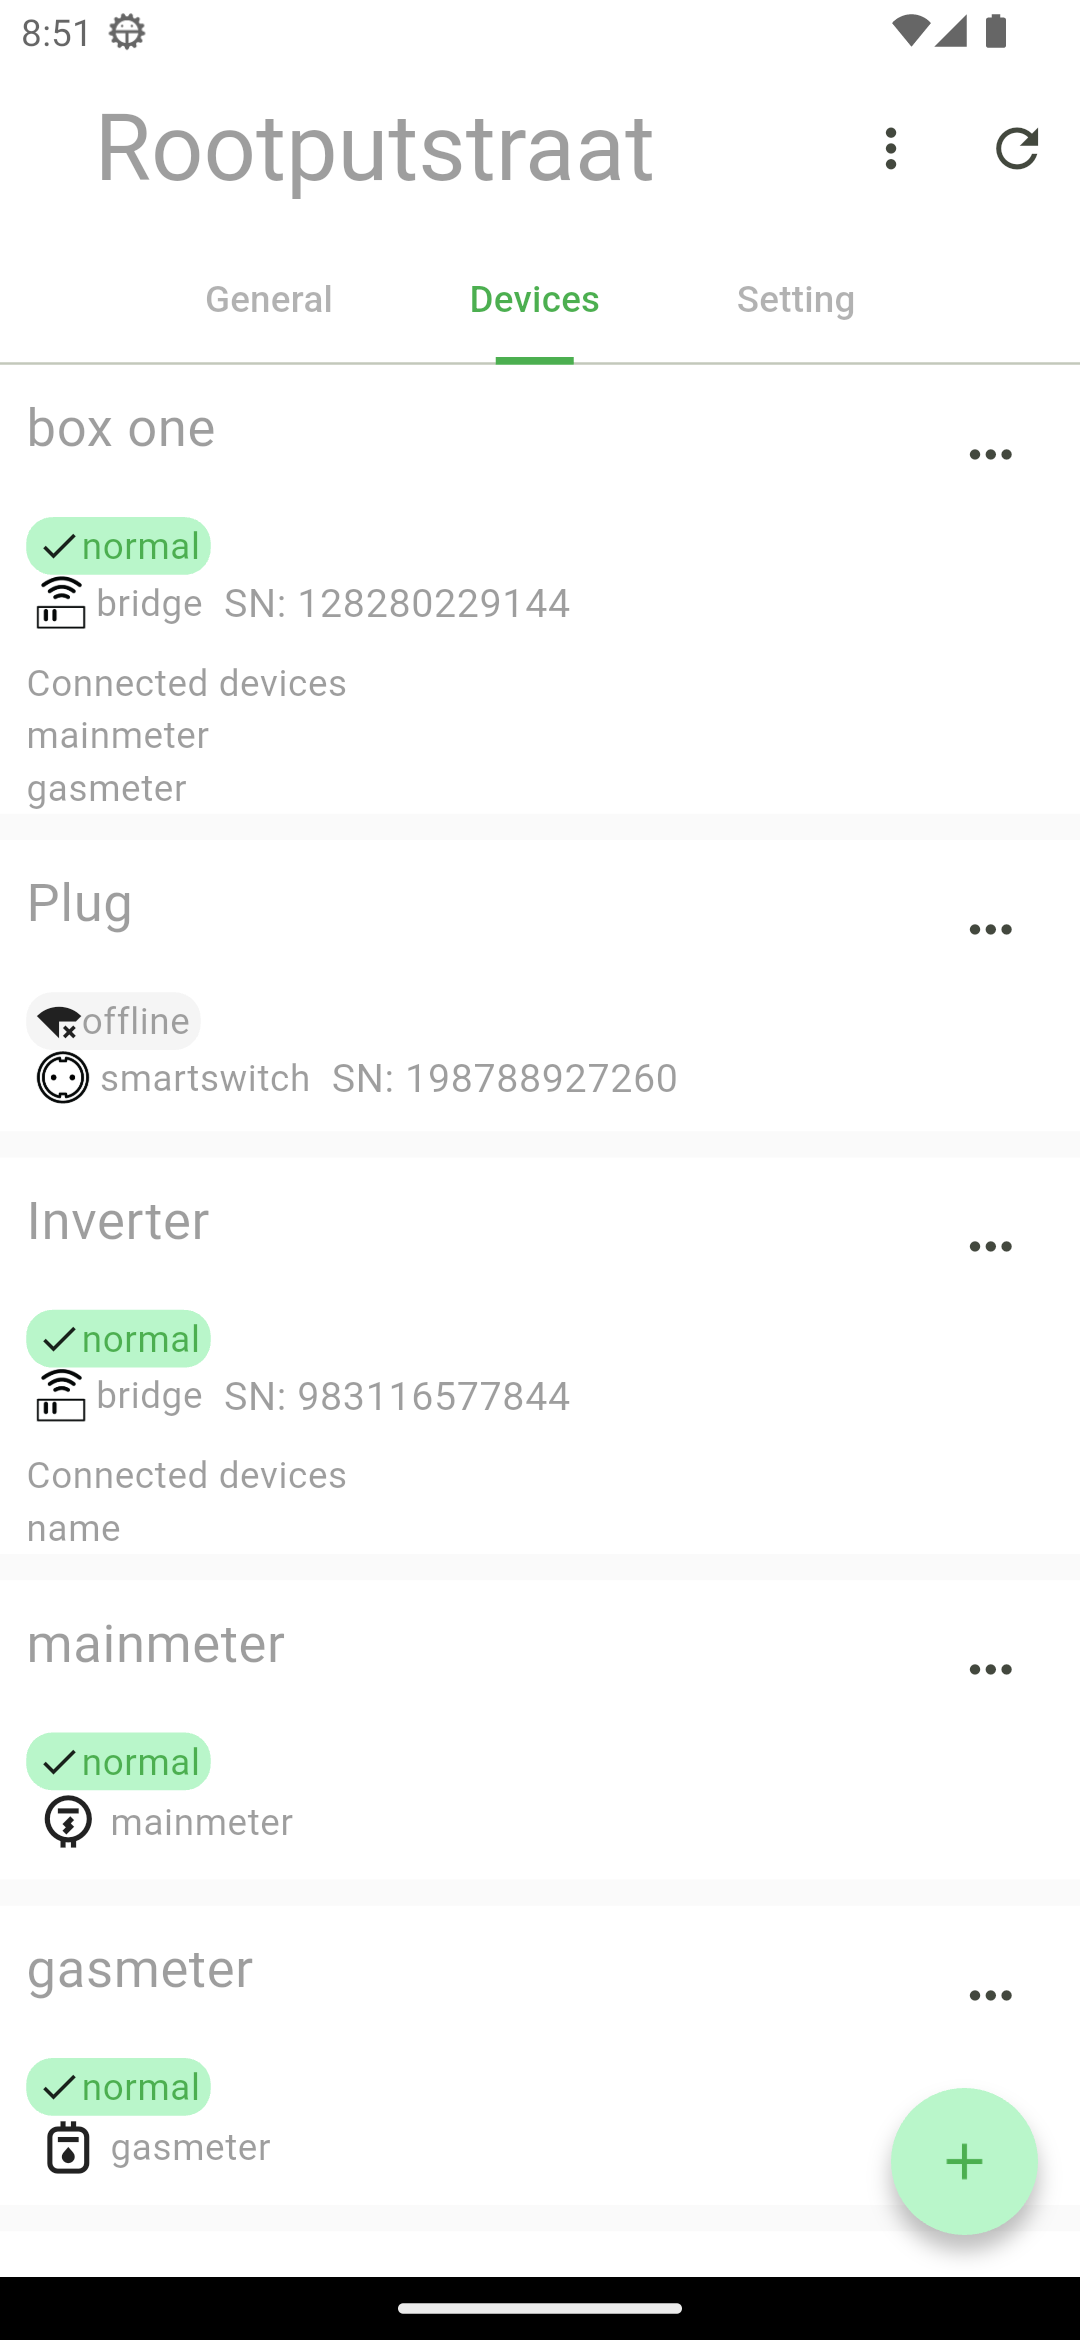 8:51
Rootputstraat
General Devices Setting
box one
normal
bridge SN: 128280229144
Connected devices
mainmeter
gasmeter
Plug
offline
smartswitch SN: 198788927260
Inverter
normal
bridge SN: 983116577844
Connected devices
name
mainmeter
normal
mainmeter
gasmeter
normal
gasmeter